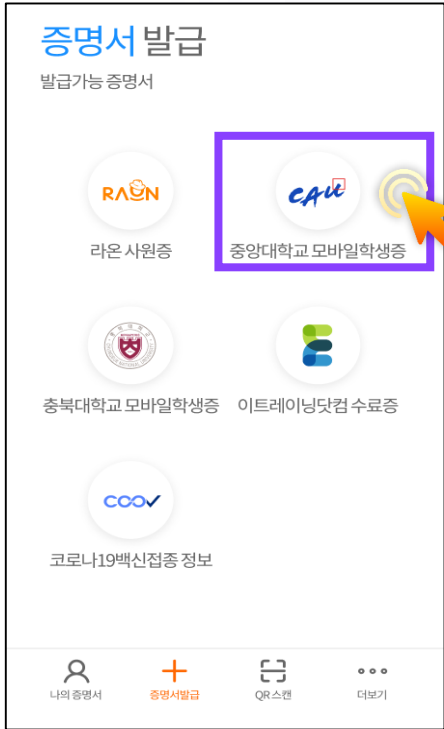 증명서 발급
발급가능 증명서
RAON
CAU
라온 사원증
중앙대학교 모바일학생증
충북대학교 모바일학생증
이트레이닝닷컴 수료증
COOV
코로나19백신접종 정보
나의 증명서
증명서발급
QR 스캔
더보기